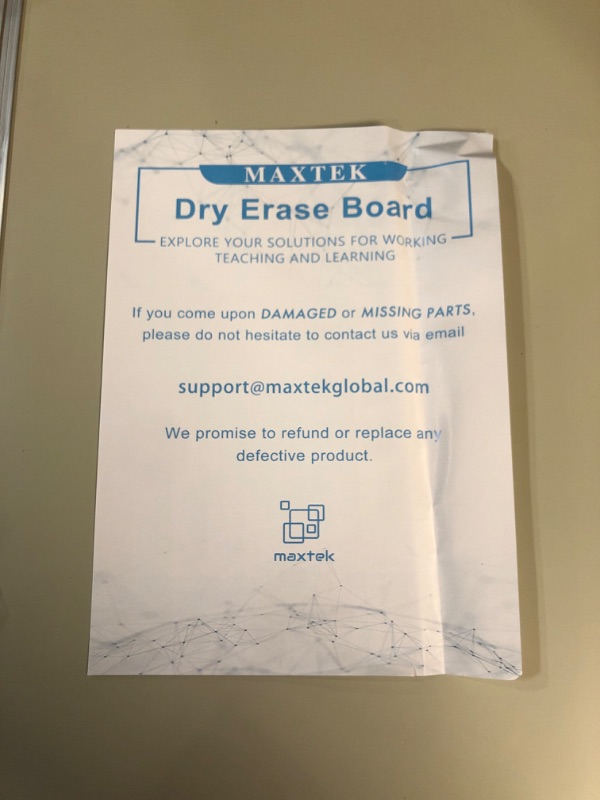 MAXTEK
Dry Erase Board
EXPLORE YOUR SOLUTIONS FOR WORKING
TEACHING AND LEARNING
If you come upon DAMAGED or MISSING PARTS,
please do not hesitate to contact us via email
support@maxtekglobal.com
We promise to refund or replace any
defective product.
maxtek